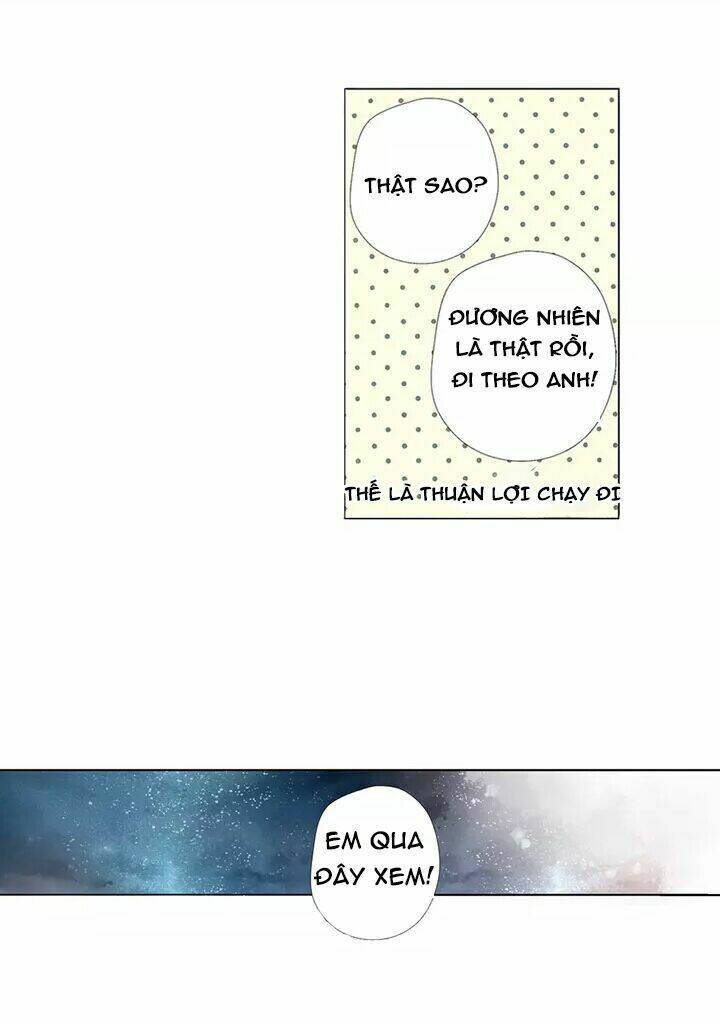 THẬT SAO?
ĐƯƠNG NHIÊN
LÀ THẬT RỒI,
ĐI THEO ANH!
THẾ LÀ THUẬN LỢI CHẠY ĐI
EM QUA
ĐÂY XEM!